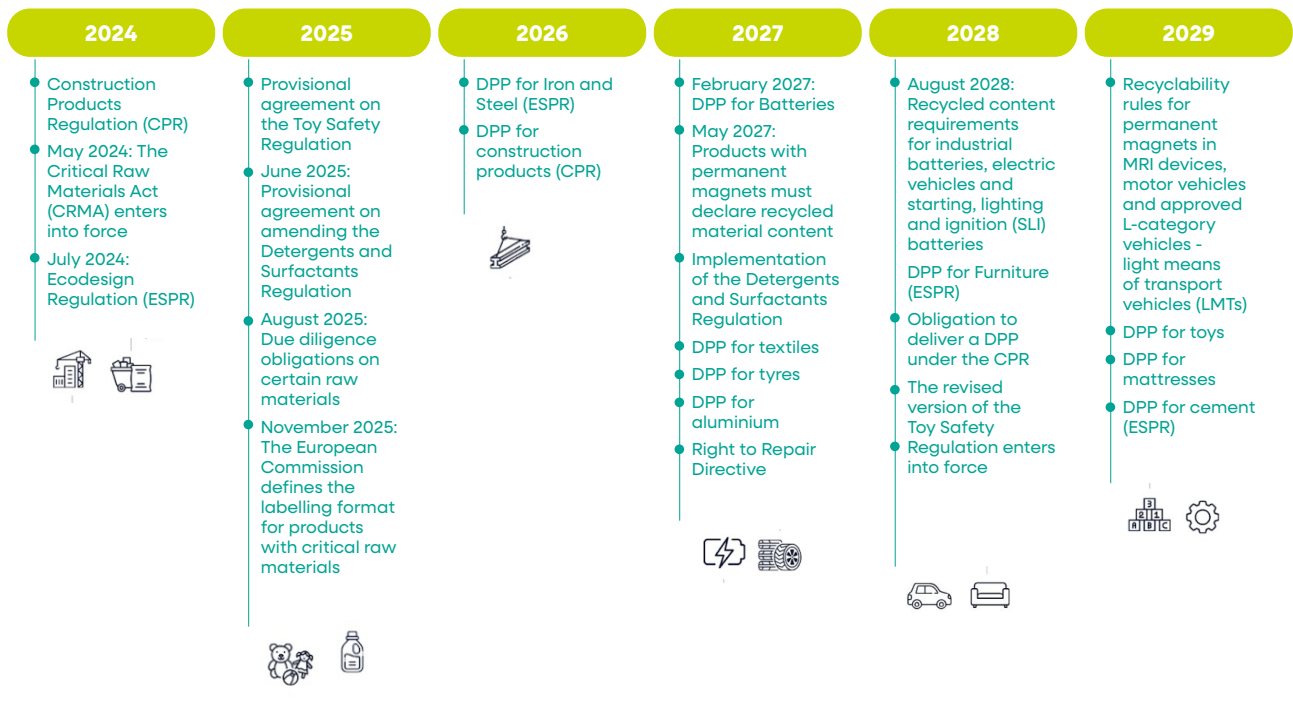 2024
Construction
Products
Regulation (CPR)
May 2024: The
Critical Raw
Materials Act
(CRMA) enters
into force
July 2024:
Ecodesign
Regulation (ESPR)
2025
Provisional
agreement on
the Toy Safety
Regulation
June 2025:
Provisional
agreement on
amending the
Detergents and
Surfactants
Regulation
August 2025:
Due diligence
obligations on
certain raw
materials
November 2025:
The European
Commission
defines the
labelling format
for products
with critical raw
materials
2026
DPP for Iron and
Steel (ESPR)
DPP for
construction
products (CPR)
2027
February 2027:
DPP for Batteries
May 2027:
Products with
permanent
magnets must
declare recycled
material content
Implementation
of the Detergents
and Surfactants
Regulation
DPP for textiles
DPP for tyres
DPP for
aluminium
Right to Repair
Directive
2028
August 2028:
Recycled content
requirements
for industrial
batteries, electric
vehicles and
starting, lighting
and ignition (SLI)
batteries
DPP for Furniture
(ESPR)
Obligation to
deliver a DPP
under the CPR
The revised
version of the
Toy Safety
Regulation enters
into force
2029
Recyclability
rules for
permanent
magnets in
MRI devices,
motor vehicles
and approved
L-category
vehicles -
light means
of transport
vehicles (LMTs)
DPP for toys
DPP for
mattresses
DPP for cement
(ESPR)
3
2 1
A B C